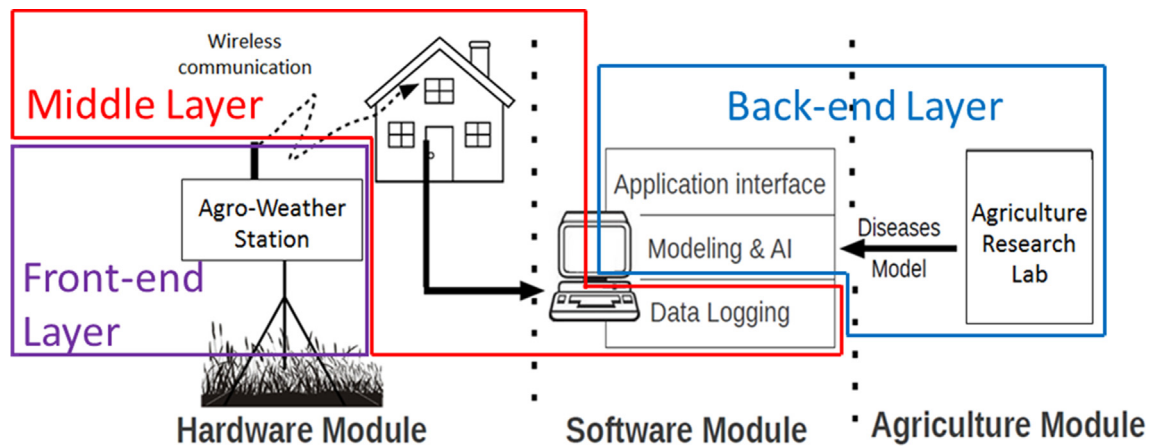 Wireless
communication
Middle Layer
Back-end Layer
Agro-Weather
Station
Front-end
Layer
Application interface
Modeling & AI
Data Logging
Diseases
Model
Agriculture
Research
Lab
Hardware Module
Software Module
Agriculture Module